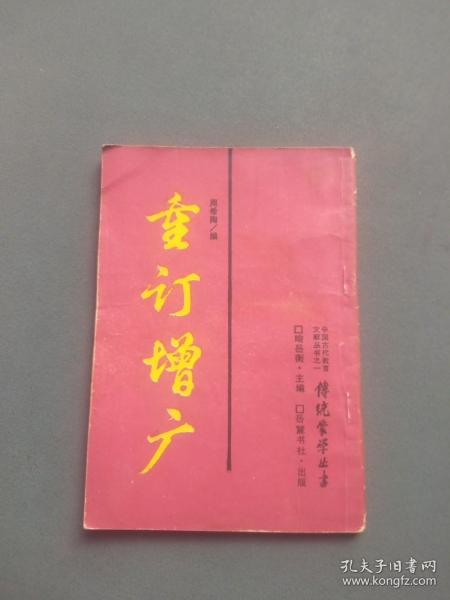 中国古代教育
文献丛书之一
傳统蒙学丛书
□喻岳衡·主编 □岳麓书社·出版
周希陶/编
重订增广
孔夫子旧书网
www.kongfz.com